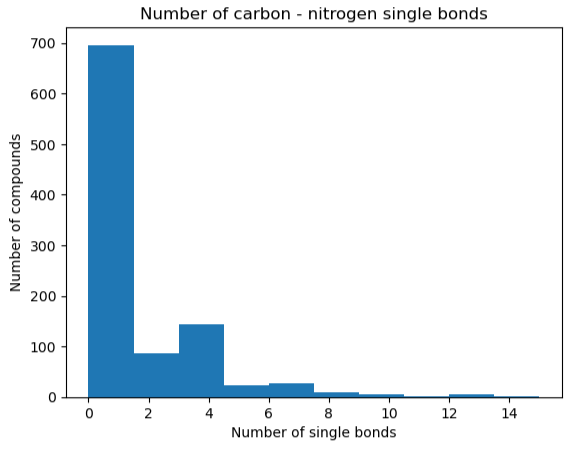 Number of carbon - nitrogen single bonds
Number of compounds
700
600
500
400
300
200
100
0
0 2 4 6 8 10 12 14
Number of single bonds